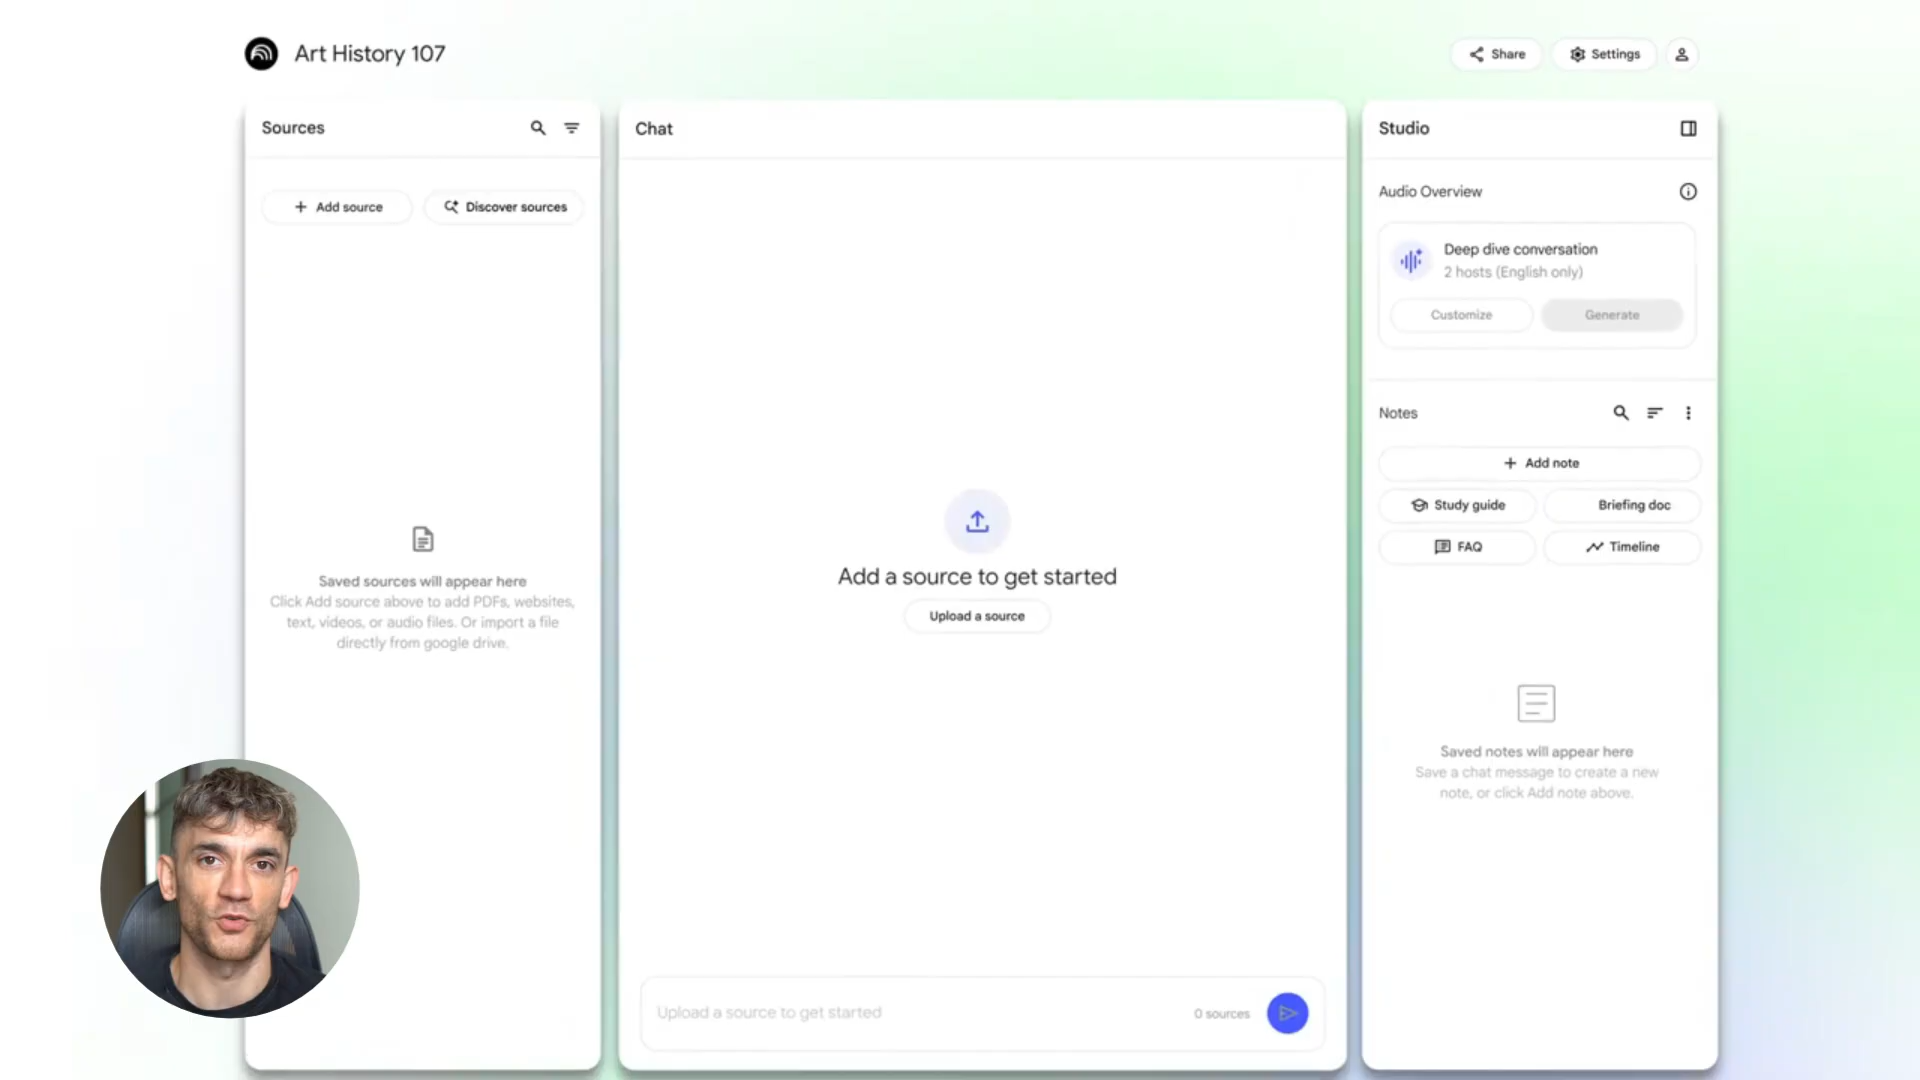 Art History 107
Share
Settings
Sources
Add source
Discover sources
Saved sources will appear here
Click Add source above to add PDFs, websites,
text, videos, or audio files. Or import a file
directly from google drive.
Chat
Add a source to get started
Upload a source
Upload a source to get started
0 sources
Studio
Audio Overview
Deep dive conversation
2 hosts (English only)
Customize
Generate
Notes
Add note
Study guide
Briefing doc
FAQ
Timeline
Saved notes will appear here
Save a chat message to create a new
note, or click Add note above.